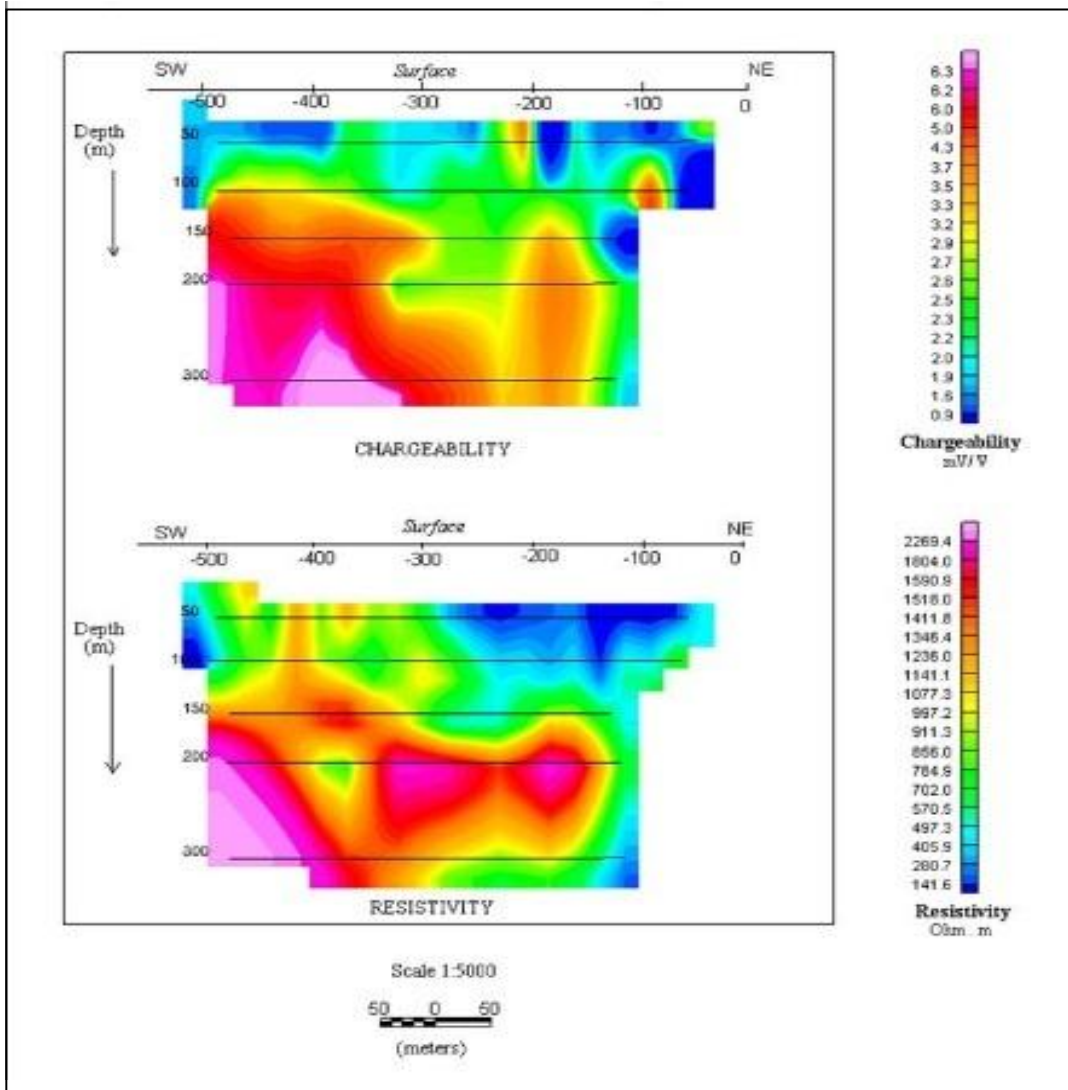 SW Surface NE
-500 -400 -300 -200 -100 0
Depth
(m)
50
100
150
200
300
CHARGEABILITY
6.3
6.2
6.0
5.0
4.3
3.7
3.5
3.3
3.2
2.9
2.7
2.6
2.5
2.3
2.2
2.0
1.9
1.6
0.9
Chargeability
mV/V
SW Surface NE
-500 -400 -300 -200 -100 0
Depth
(m)
50
100
150
200
300
RESISTIVITY
2269.4
1804.0
1590.9
1518.0
1411.8
1346.4
1236.0
1141.1
1077.3
997.2
911.3
856.0
784.9
702.0
570.5
497.3
405.9
280.7
141.6
Resistivity
Ohm. m
Scale 1:5000
50 0 50
(meters)